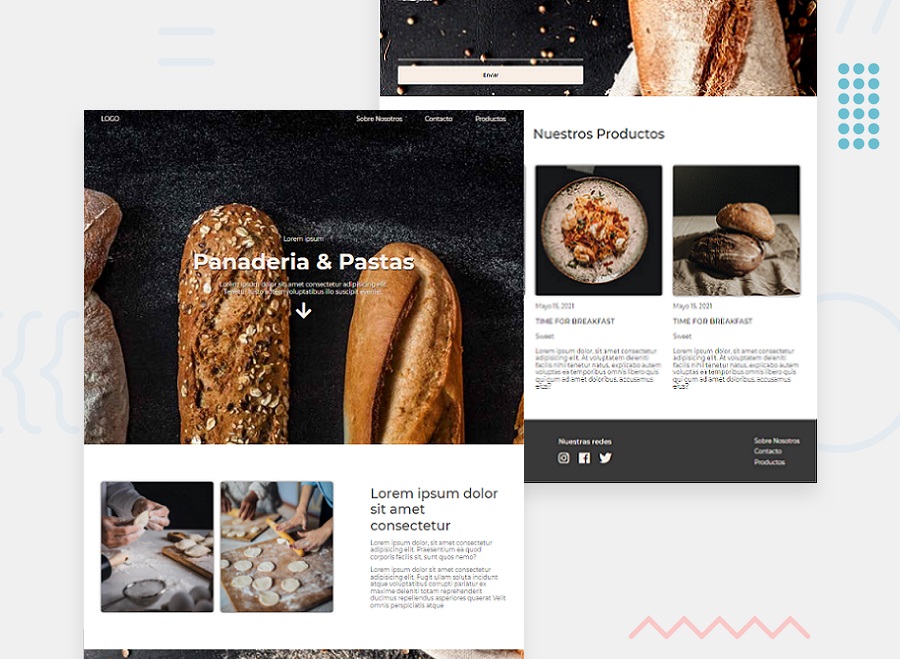 LOGO
Sobre Nosotros
Contacto
Productos
Lorem ipsum
Panaderia & Pastas
Lorem ipsum dolor sit amet consectetur adipiscing elit.
Tenetur iusto autem voluptatibus illo suscipit eveniet.
Lorem ipsum dolor
sit amet
consectetur
Lorem ipsum dolor, sit amet consectetur
adipisicing elit. Praesentium ea quod
corporis facilis sit, sunt quos nemo?
Lorem ipsum dolor, sit amet consectetur
adipisicing elit. Fugit ullam soluta incidunt
atque voluptatibus corrupti pariatur ex
maxime deleniti totam reprehenderit
ducimus repellendus asperiores quaerat Velit
omnis perspiciatis atque
Enviar
Nuestros Productos
Mayo 15, 2021
TIME FOR BREAKFAST
Sweet
Lorem ipsum dolor, sit amet consectetur
adipisicing elit. At voluptatem deleniti
facilis nihil tenetur natus, explicabo autem
voluptas ea temporibus omnis libero quas
qui cum ad amet doloribus, accusamus
eius?
Mayo 15, 2021
TIME FOR BREAKFAST
Sweet
Lorem ipsum dolor, sit amet consectetur
adipisicing elit. At voluptatem deleniti
facilis nihil tenetur natus, explicabo autem
voluptas ea temporibus omnis libero quas
qui cum ad amet doloribus, accusamus
eius?
Nuestras redes
Sobre Nosotros
Contacto
Productos